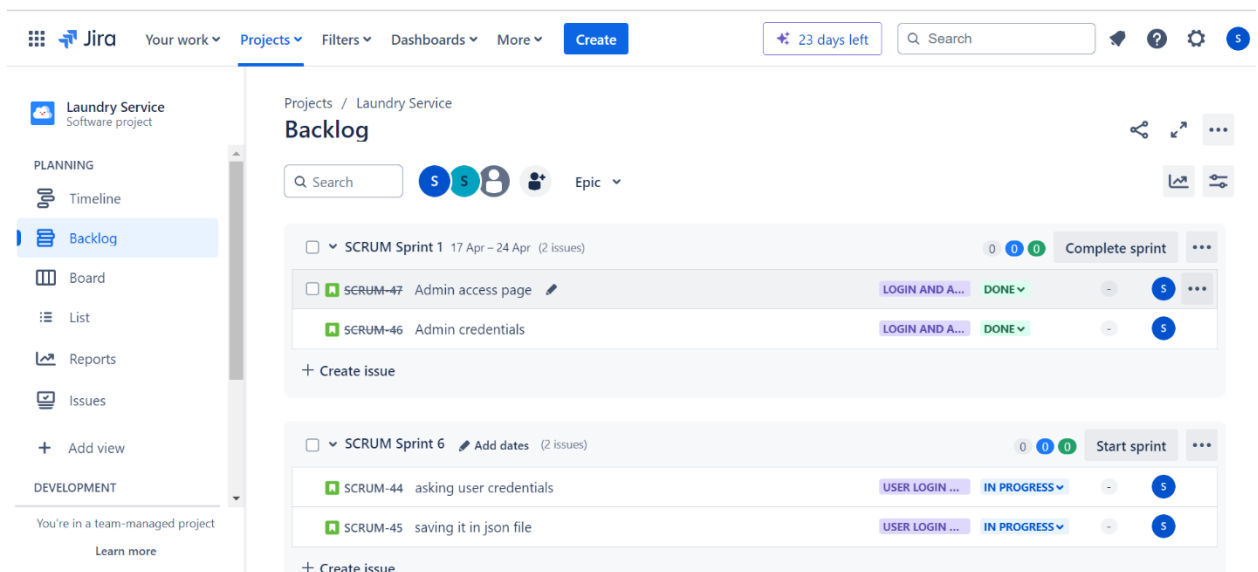 Jira Your work Projects Filters Dashboards More Create 23 days left Search S
Laundry Service
Software project
PLANNING
Timeline
Backlog
Board
List
Reports
Issues
+ Add view
DEVELOPMENT
You're in a team-managed project
Learn more
Projects / Laundry Service
Backlog
Search S S Epic
SCRUM Sprint 1 17 Apr – 24 Apr (2 issues) 0 0 0 Complete sprint
SCRUM-47 Admin access page LOGIN AND A... DONE - S
SCRUM-46 Admin credentials LOGIN AND A... DONE - S
+ Create issue
SCRUM Sprint 6 Add dates (2 issues) 0 0 0 Start sprint
SCRUM-44 asking user credentials USER LOGIN ... IN PROGRESS - S
SCRUM-45 saving it in json file USER LOGIN ... IN PROGRESS - S
+ Create issue